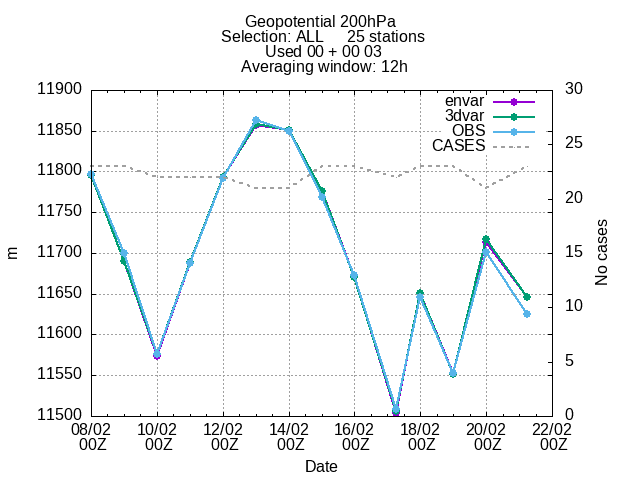 Geopotential 200hPa
Selection: ALL 25 stations
Used 00 + 00 03
Averaging window: 12h
envar
3dvar
OBS
CASES
11900
11850
11800
11750
11700
11650
11600
11550
11500
m
30
25
20
15
10
5
0
No cases
08/02 10/02 12/02 14/02 16/02 18/02 20/02 22/02
00Z 00Z 00Z 00Z 00Z 00Z 00Z 00Z
Date